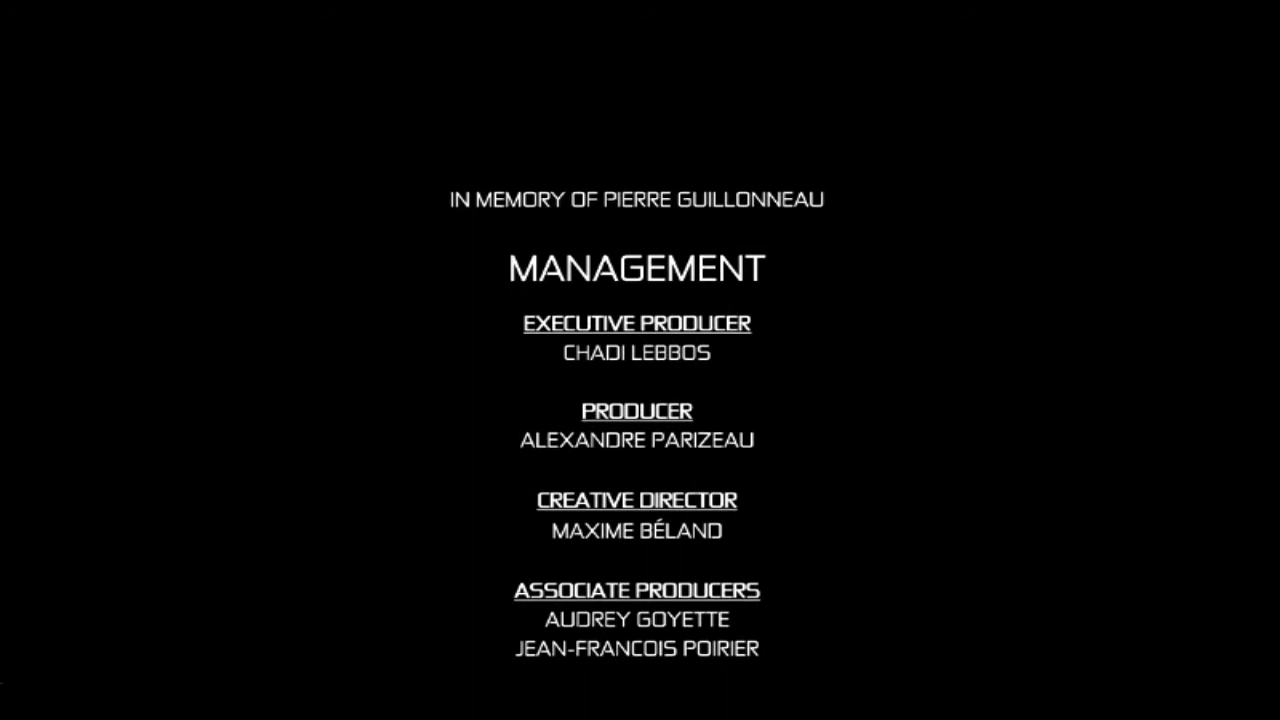 IN MEMORY OF PIERRE GUILLONNEAU
MANAGEMENT
EXECUTIVE PRODUCER
CHADI LEBBOS
PRODUCER
ALEXANDRE PARIZEAU
CREATIVE DIRECTOR
MAXIME BÉLAND
ASSOCIATE PRODUCERS
AUDREY GOYETTE
JEAN-FRANCOIS POIRIER